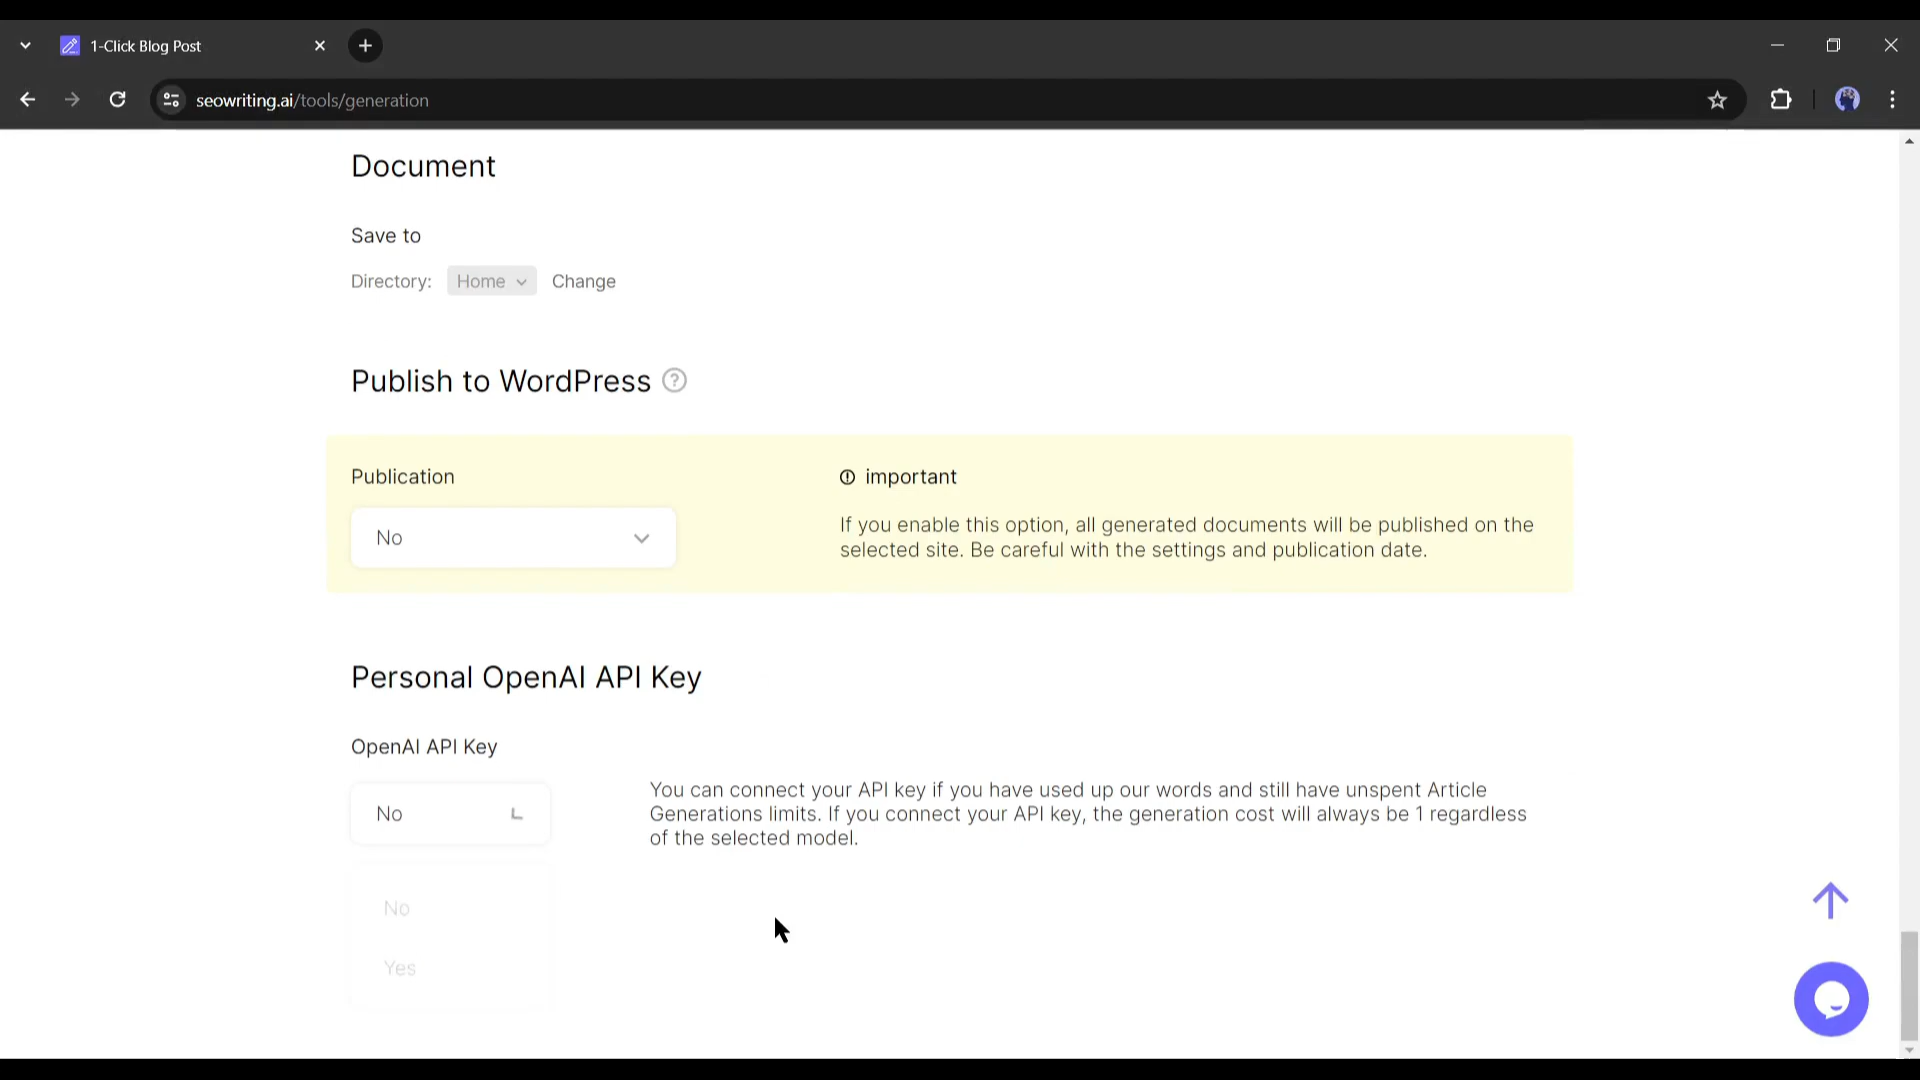 1-Click Blog Post
seowriting.ai/tools/generation
Document
Save to
Directory: Home Change
Publish to WordPress
Publication
important
No
If you enable this option, all generated documents will be published on the
selected site. Be careful with the settings and publication date.
Personal OpenAI API Key
OpenAI API Key
No
You can connect your API key if you have used up our words and still have unspent Article
Generations limits. If you connect your API key, the generation cost will always be 1 regardless
of the selected model.
No
Yes